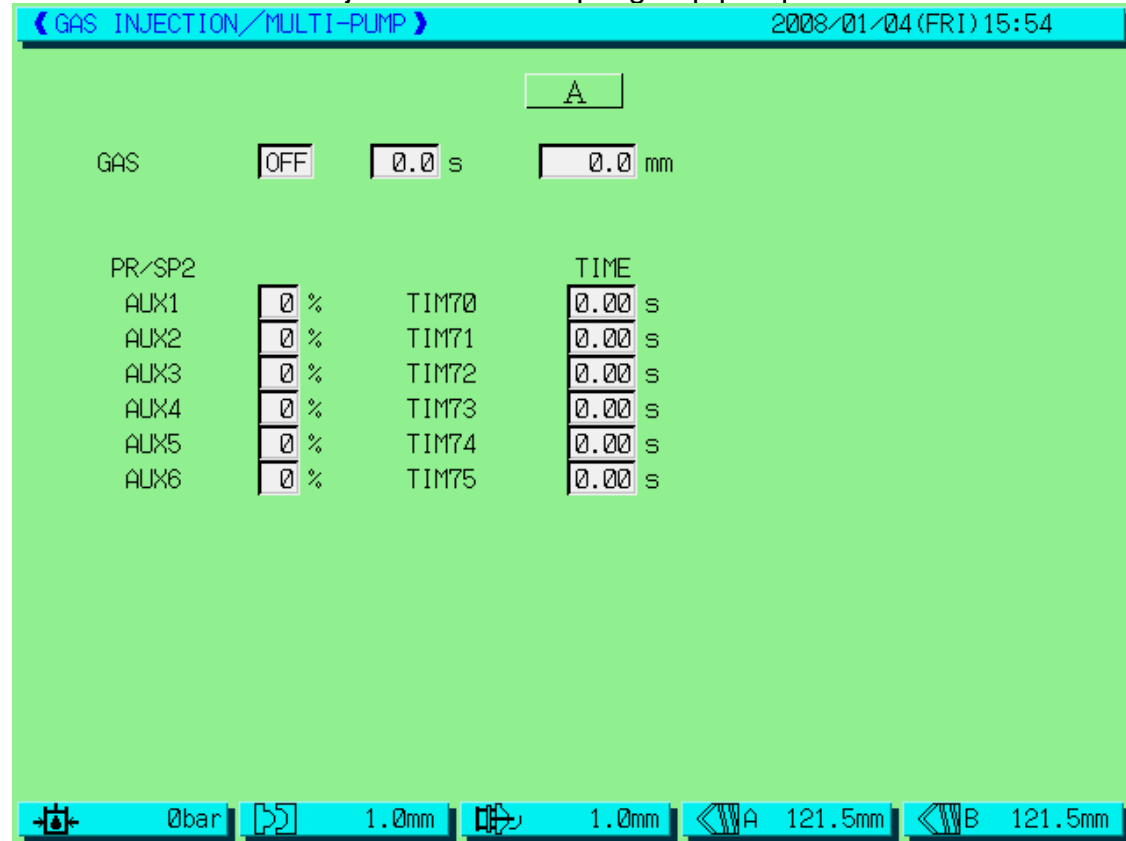 ❨GAS INJECTION／MULTI-PUMP❩ 2008/01/04(FRI)15:54
A
GAS OFF 0.0 s 0.0 mm
PR/SP2 TIME
AUX1 0 % TIM70 0.00 s
AUX2 0 % TIM71 0.00 s
AUX3 0 % TIM72 0.00 s
AUX4 0 % TIM73 0.00 s
AUX5 0 % TIM74 0.00 s
AUX6 0 % TIM75 0.00 s
0bar 1.0mm 1.0mm A 121.5mm B 121.5mm